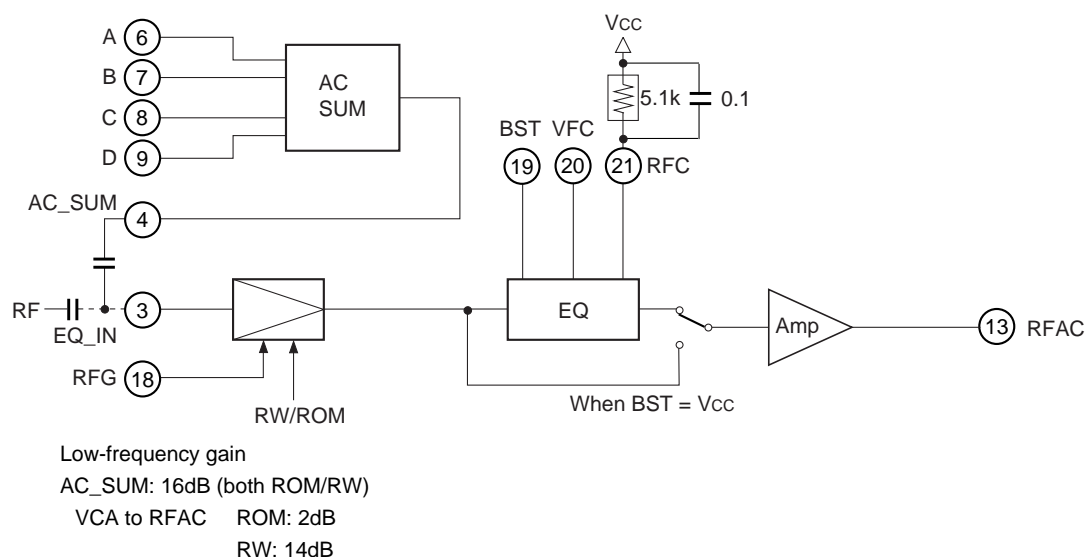 A 6
B 7
C 8
D 9
AC
SUM
VCC
5.1k 0.1
BST VFC
19 20 21 RFC
AC_SUM 4
RF 3
EQ_IN
EQ
Amp
13 RFAC
RFG 18
RW/ROM
When BST = VCC
Low-frequency gain
AC_SUM: 16dB (both ROM/RW)
VCA to RFAC ROM: 2dB
RW: 14dB